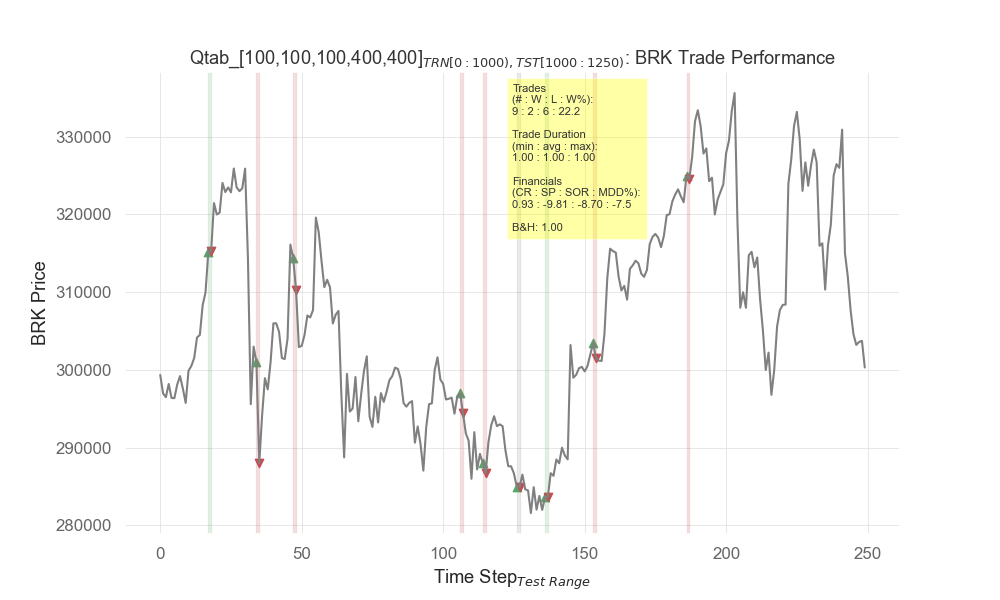 Qtab_[100,100,100,400,400]TRN[0 : 1000), TST[1000 : 1250): BRK Trade Performance
Trades
(# : W : L : W%):
9 : 2 : 6 : 22.2
Trade Duration
(min : avg : max):
1.00 : 1.00 : 1.00
Financials
(CR : SP : SOR : MDD%):
0.93 : -9.81 : -8.70 : -7.5
B&H: 1.00
BRK Price
330000
320000
310000
300000
290000
280000
0 50 100 150 200 250
Time StepTest Range